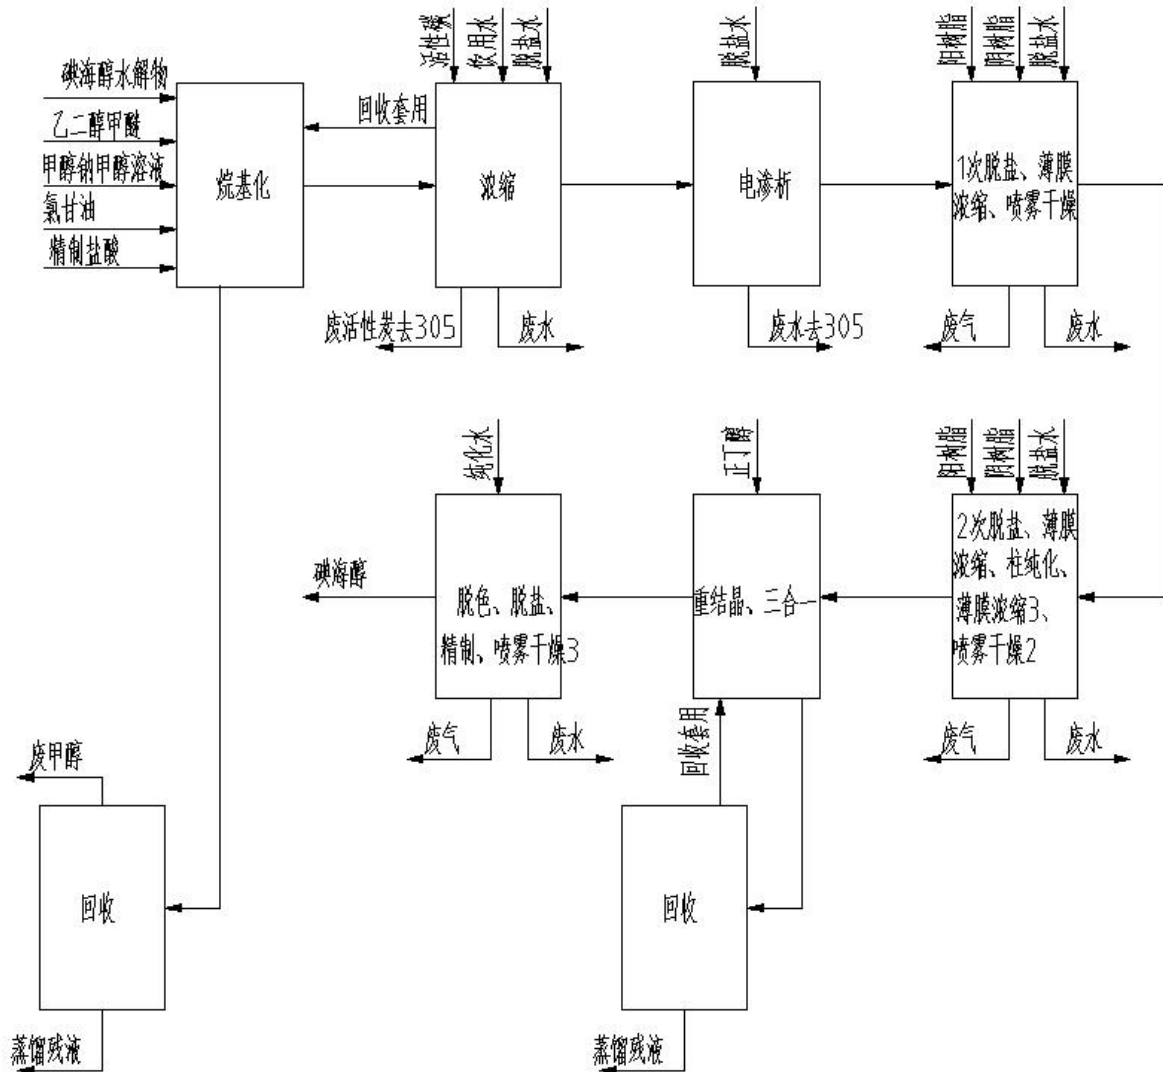 活性炭
饮用水
脱盐水
脱盐水
阳树脂
阴树脂
脱盐水
碘海醇水解物
乙二醇甲醚
甲醇钠甲醇溶液
氯甘油
精制盐酸
烷基化
回收套用
浓缩
电渗析
1次脱盐、薄膜
浓缩、喷雾干燥
废活性炭去305
废水
废水去305
废气
废水
纯化水
正丁醇
阳树脂
阴树脂
脱盐水
碘海醇
脱色、脱盐、
精制、喷雾干燥3
重结晶、三合一
2次脱盐、薄膜
浓缩、柱纯化、
薄膜浓缩3、
喷雾干燥2
废气
废水
回收套用
废气
废水
废甲醇
回收
回收
蒸馏残液
蒸馏残液